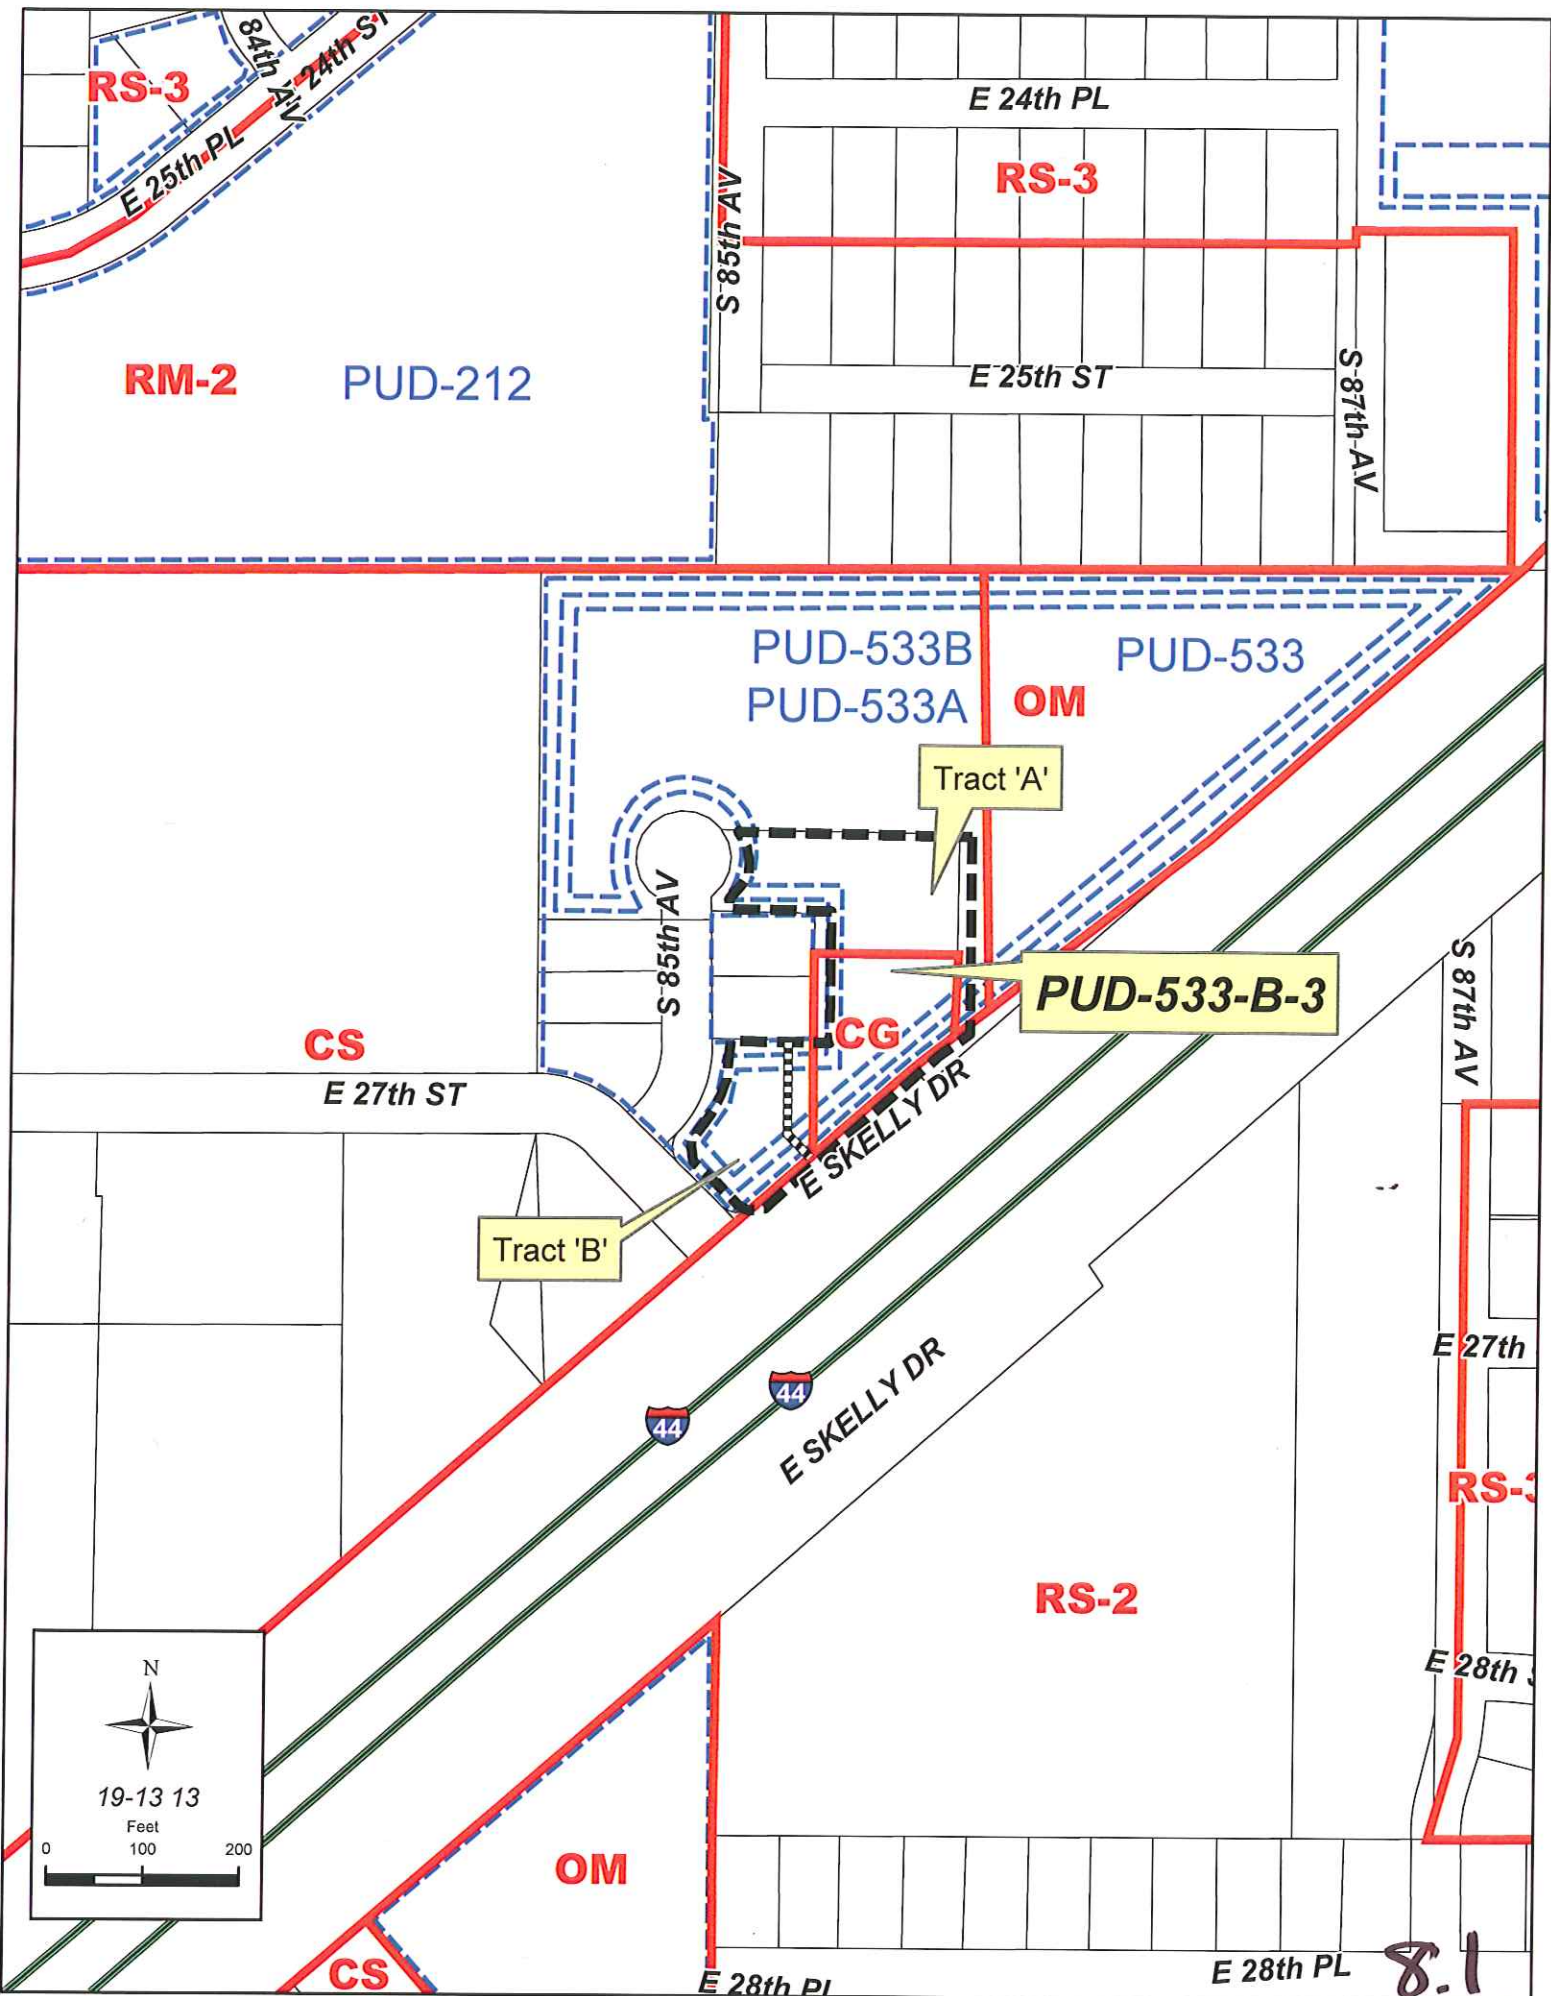 84th AV
E 24th ST
RS-3
E 25th PL
E 24th PL
RS-3
S 85th AV
RM-2
PUD-212
E 25th ST
S 87th AV
PUD-533B
PUD-533
PUD-533A
OM
Tract 'A'
S 85th AV
PUD-533-B-3
S 87th AV
CG
CS
E 27th ST
E SKELLY DR
Tract 'B'
E 27th
44
44
E SKELLY DR
RS-3
RS-2
E 28th
N
19-13 13
Feet
0 100 200
OM
CS
E 28th PL
E 28th PL
8.1